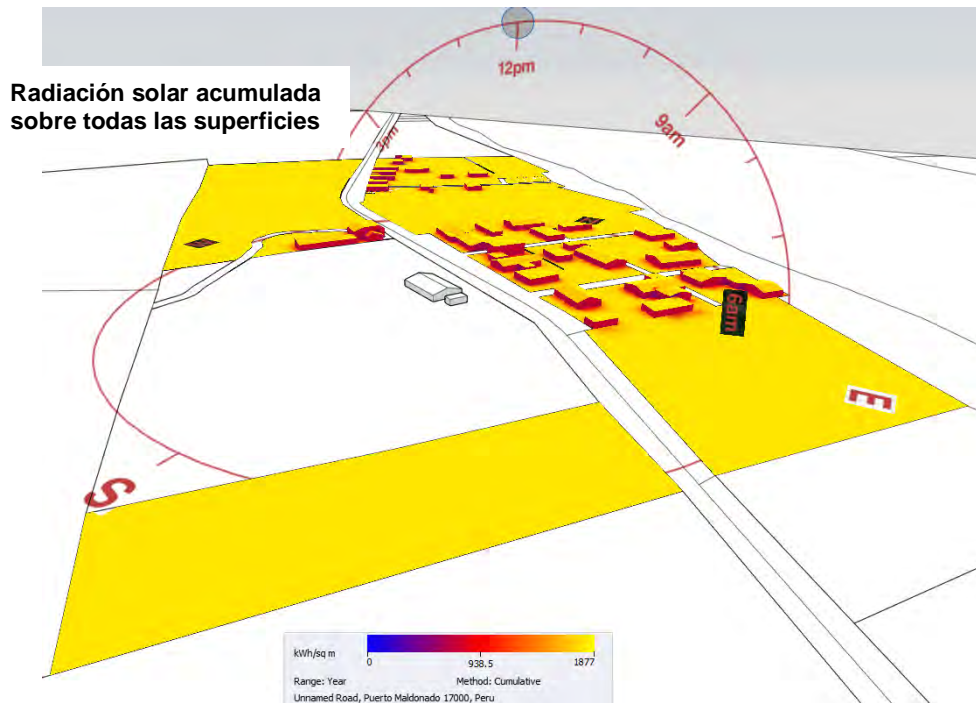 Radiación solar acumulada
sobre todas las superficies
12pm
9am
3pm
6am
E
S
kWh/sq m
0
938.5
1877
Range: Year
Method: Cumulative
Unnamed Road, Puerto Maldonado 17000, Peru